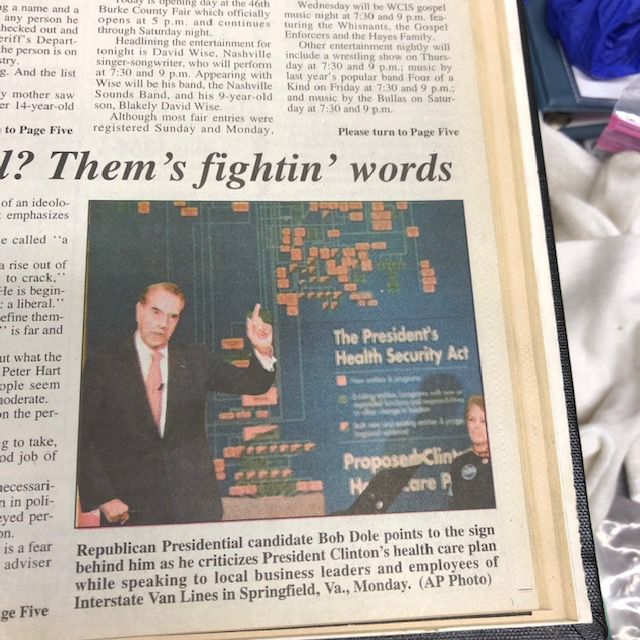 ng a name and a
any person he
hecked out and
eriff's Depart-
he person is on
stry.
g. And the list
y mother saw
er 14-year-old
to Page Five
Today is opening day at the 46th
Burke County Fair which officially
opens at 5 p.m. and continues
through Saturday night.
Headlining the entertainment for
tonight is David Wise, Nashville
singer-songwriter, who will perform
at 7:30 and 9 p.m. Appearing with
Wise will be his band, the Nashville
Sounds Band, and his 9-year-old
son, Blakely David Wise.
Although most fair entries were
registered Sunday and Monday,
Wednesday will be WCIS gospel
music night at 7:30 and 9 p.m. fea-
turing the Whisnants, the Gospel
Enforcers and the Hayes Family.
Other entertainment nightly will
include a wrestling show on Thurs-
day at 7:30 and 9 p.m.; music by
last year's popular band Four of a
Kind on Friday at 7:30 and 9 p.m.;
and music by the Bullas on Satur-
day at 7:30 and 9 p.m.
Please turn to Page Five
l? Them's fightin' words
of an ideolo-
emphasizes
e called "a
a rise out of
to crack,"
He is begin-
: a liberal."
efine them-
" is far and
ut what the
Peter Hart
ople seem
noderate.
on the per-
g to take,
od job of
necessari-
n in poli-
eyed per-
on.
is a fear
adviser
ge Five
The President's
Health Security Act
New entities & programs
Proposed Clint
He are P
Republican Presidential candidate Bob Dole points to the sign
behind him as he criticizes President Clinton's health care plan
while speaking to local business leaders and employees of
Interstate Van Lines in Springfield, Va., Monday. (AP Photo)